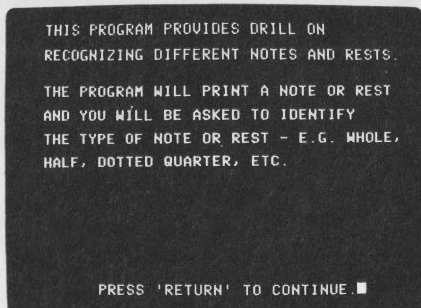 THIS PROGRAM PROVIDES DRILL ON
RECOGNIZING DIFFERENT NOTES AND RESTS.
THE PROGRAM WILL PRINT A NOTE OR REST
AND YOU WILL BE ASKED TO IDENTIFY
THE TYPE OF NOTE OR REST - E.G. WHOLE,
HALF, DOTTED QUARTER, ETC.
PRESS 'RETURN' TO CONTINUE.